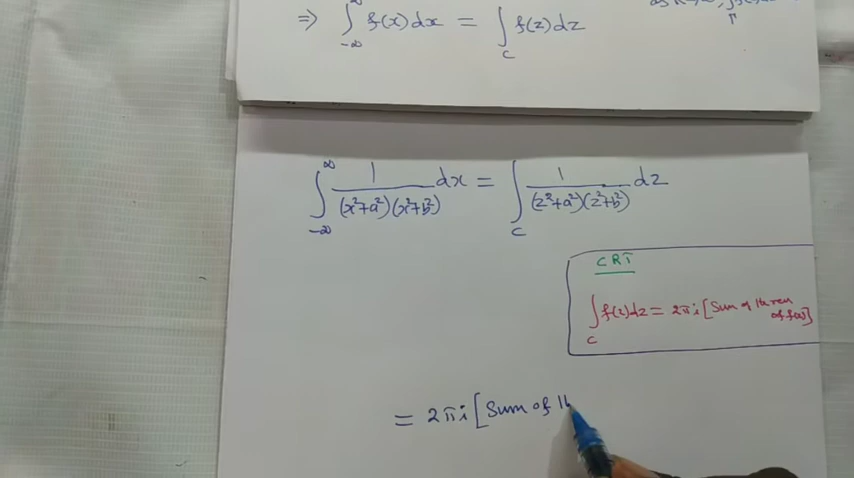 ⇒ ∫_{-∞}^{∞} f(x)dx = ∫_C f(z)dz
∫_{-∞}^{∞} 1/((x²+a²)(x²+b²)) dx = ∫_C 1/((z²+a²)(z²+b²)) dz
CRT
∫_C f(z)dz = 2πi [Sum of the res
of f(z)]
= 2πi [Sum of th